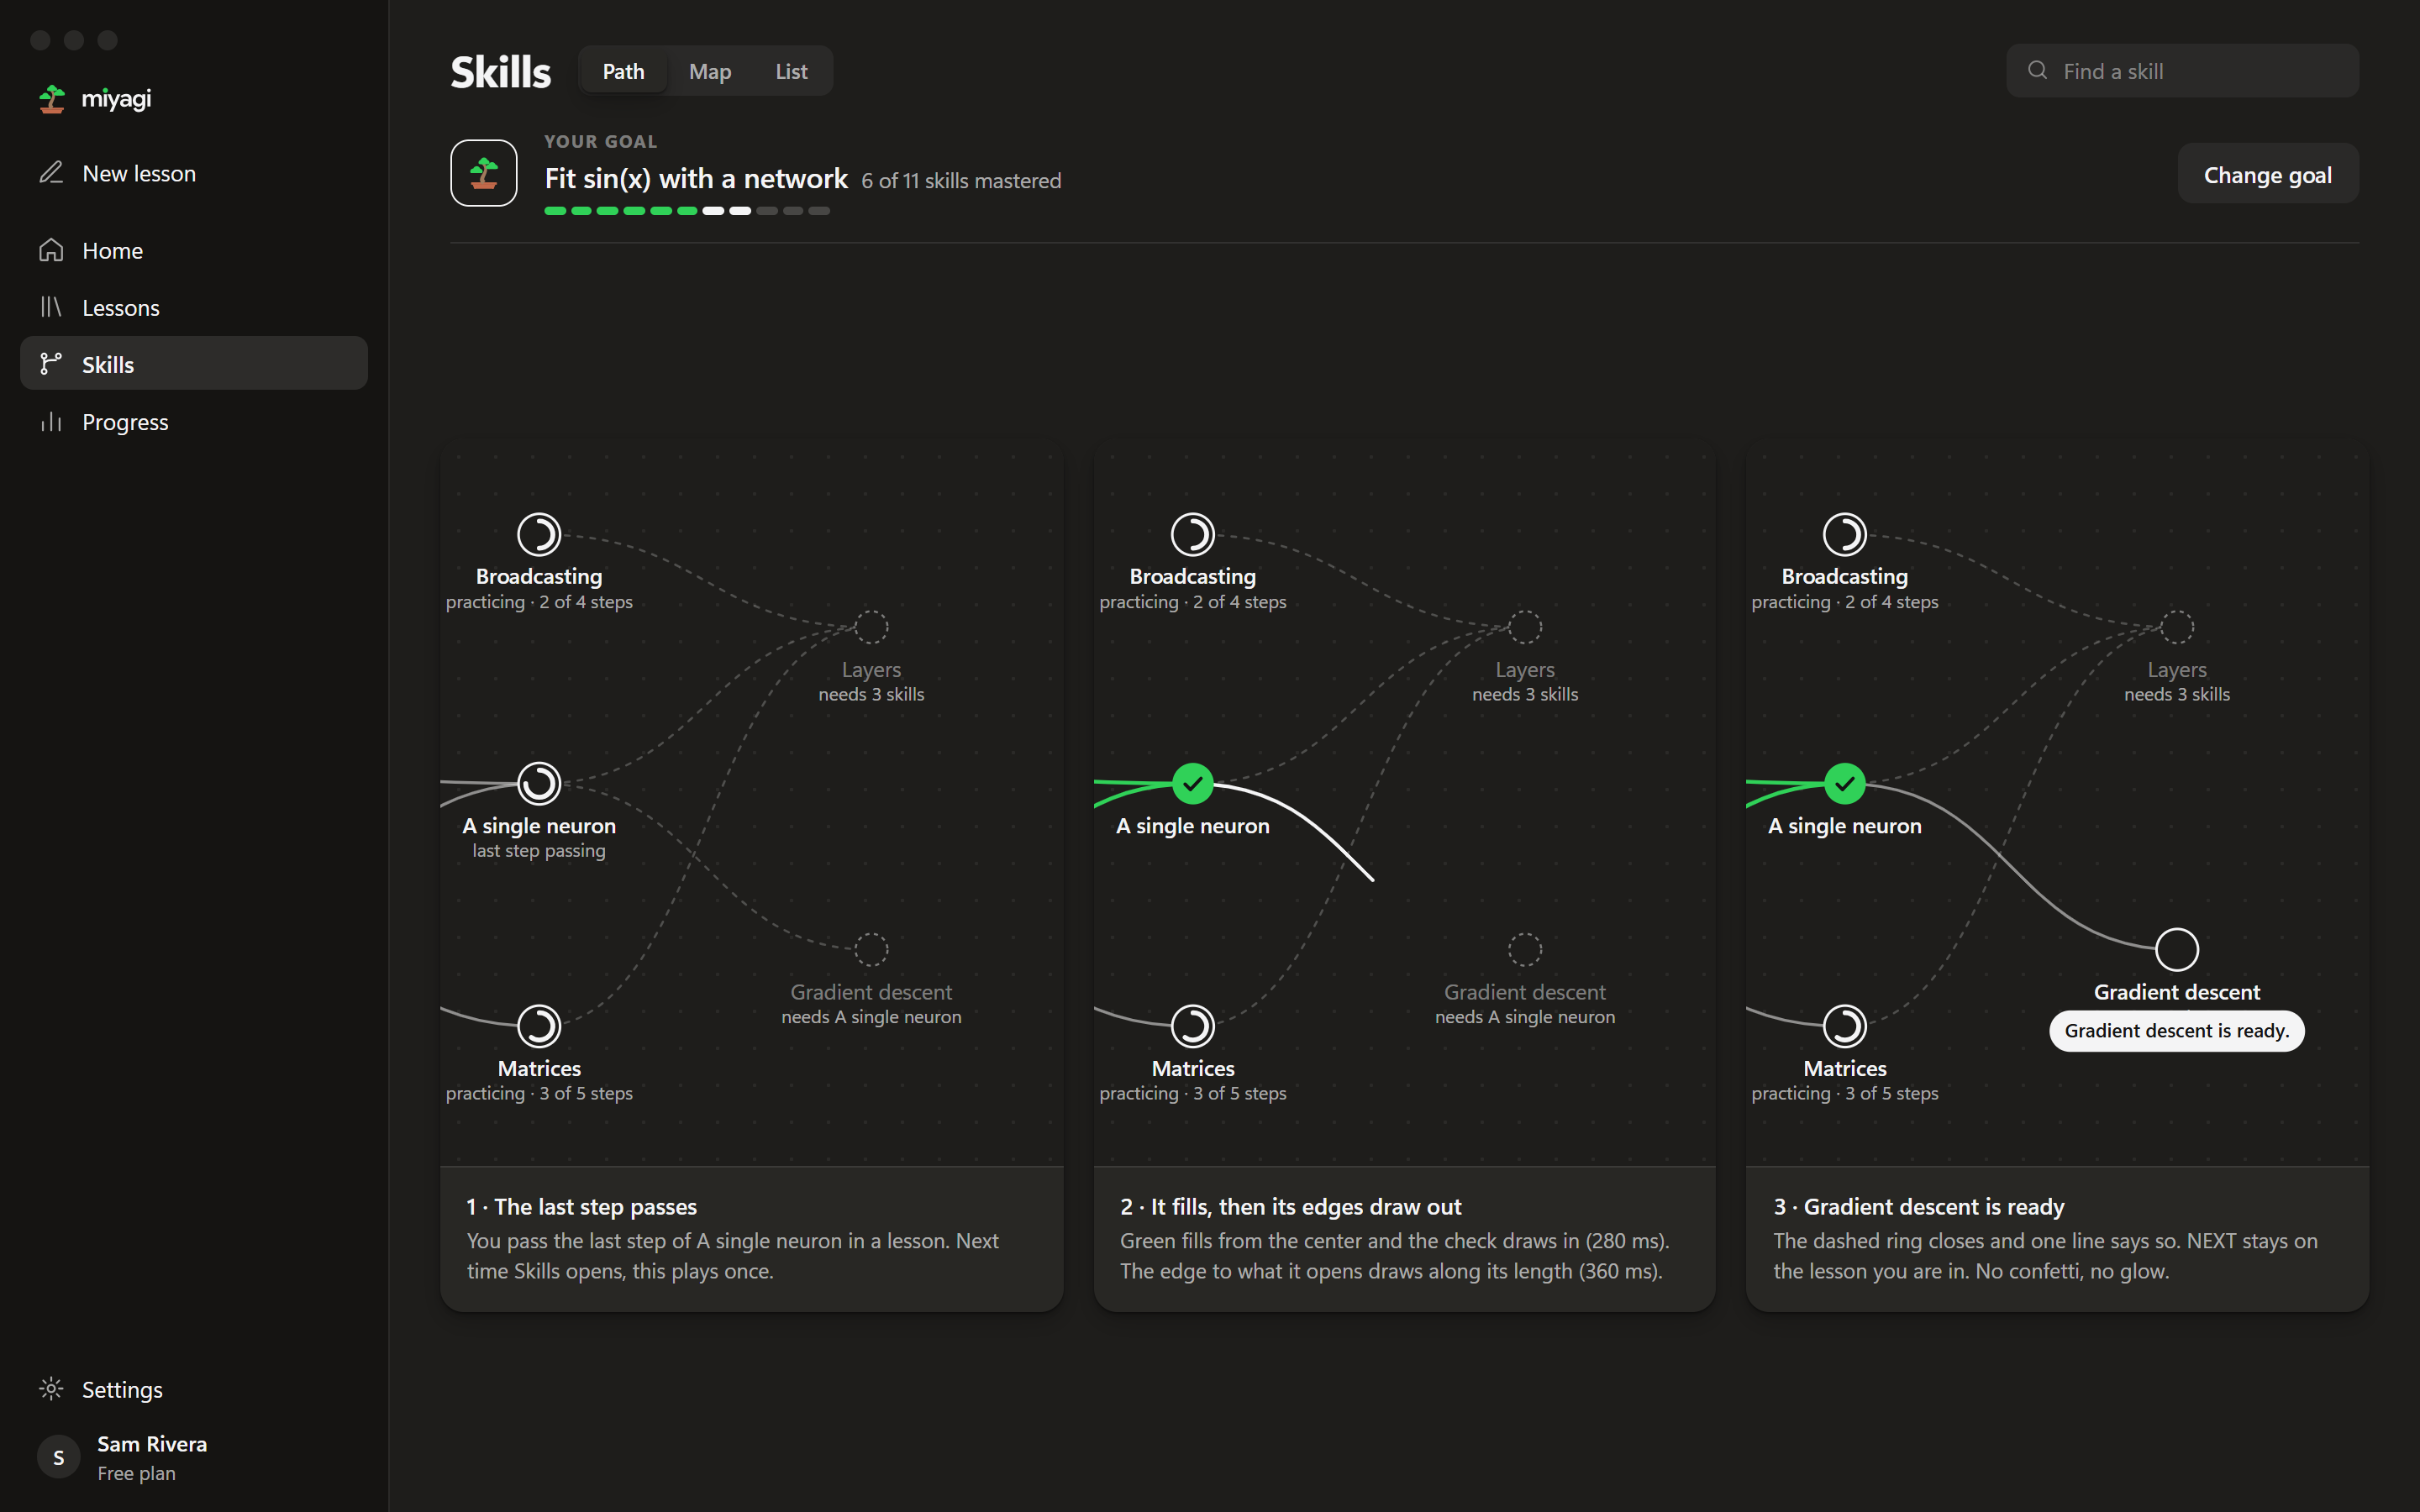 miyagi
New lesson
Home
Lessons
Skills
Progress
Settings
S
Sam Rivera
Free plan
Skills
Path
Map
List
Find a skill
YOUR GOAL
Fit sin(x) with a network 6 of 11 skills mastered
Change goal
Broadcasting
practicing · 2 of 4 steps
Layers
needs 3 skills
A single neuron
last step passing
Gradient descent
needs A single neuron
Matrices
practicing · 3 of 5 steps
1 · The last step passes
You pass the last step of A single neuron in a lesson. Next
time Skills opens, this plays once.
Broadcasting
practicing · 2 of 4 steps
Layers
needs 3 skills
A single neuron
Gradient descent
needs A single neuron
Matrices
practicing · 3 of 5 steps
2 · It fills, then its edges draw out
Green fills from the center and the check draws in (280 ms).
The edge to what it opens draws along its length (360 ms).
Broadcasting
practicing · 2 of 4 steps
Layers
needs 3 skills
A single neuron
Gradient descent
Gradient descent is ready.
Matrices
practicing · 3 of 5 steps
3 · Gradient descent is ready
The dashed ring closes and one line says so. NEXT stays on
the lesson you are in. No confetti, no glow.